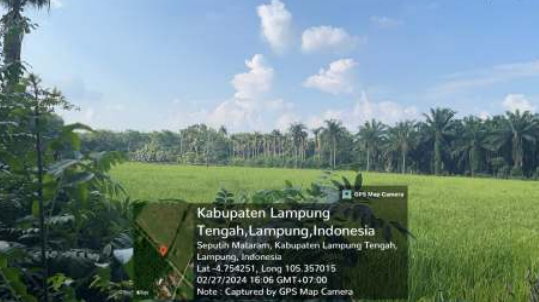 GPS Map Camera
Kabupaten Lampung
Tengah,Lampung,Indonesia
Seputih Mataram, Kabupaten Lampung Tengah,
Lampung, Indonesia
Lat -4.754251, Long 105.357015
02/27/2024 16:06 GMT+07:00
Note : Captured by GPS Map Camera